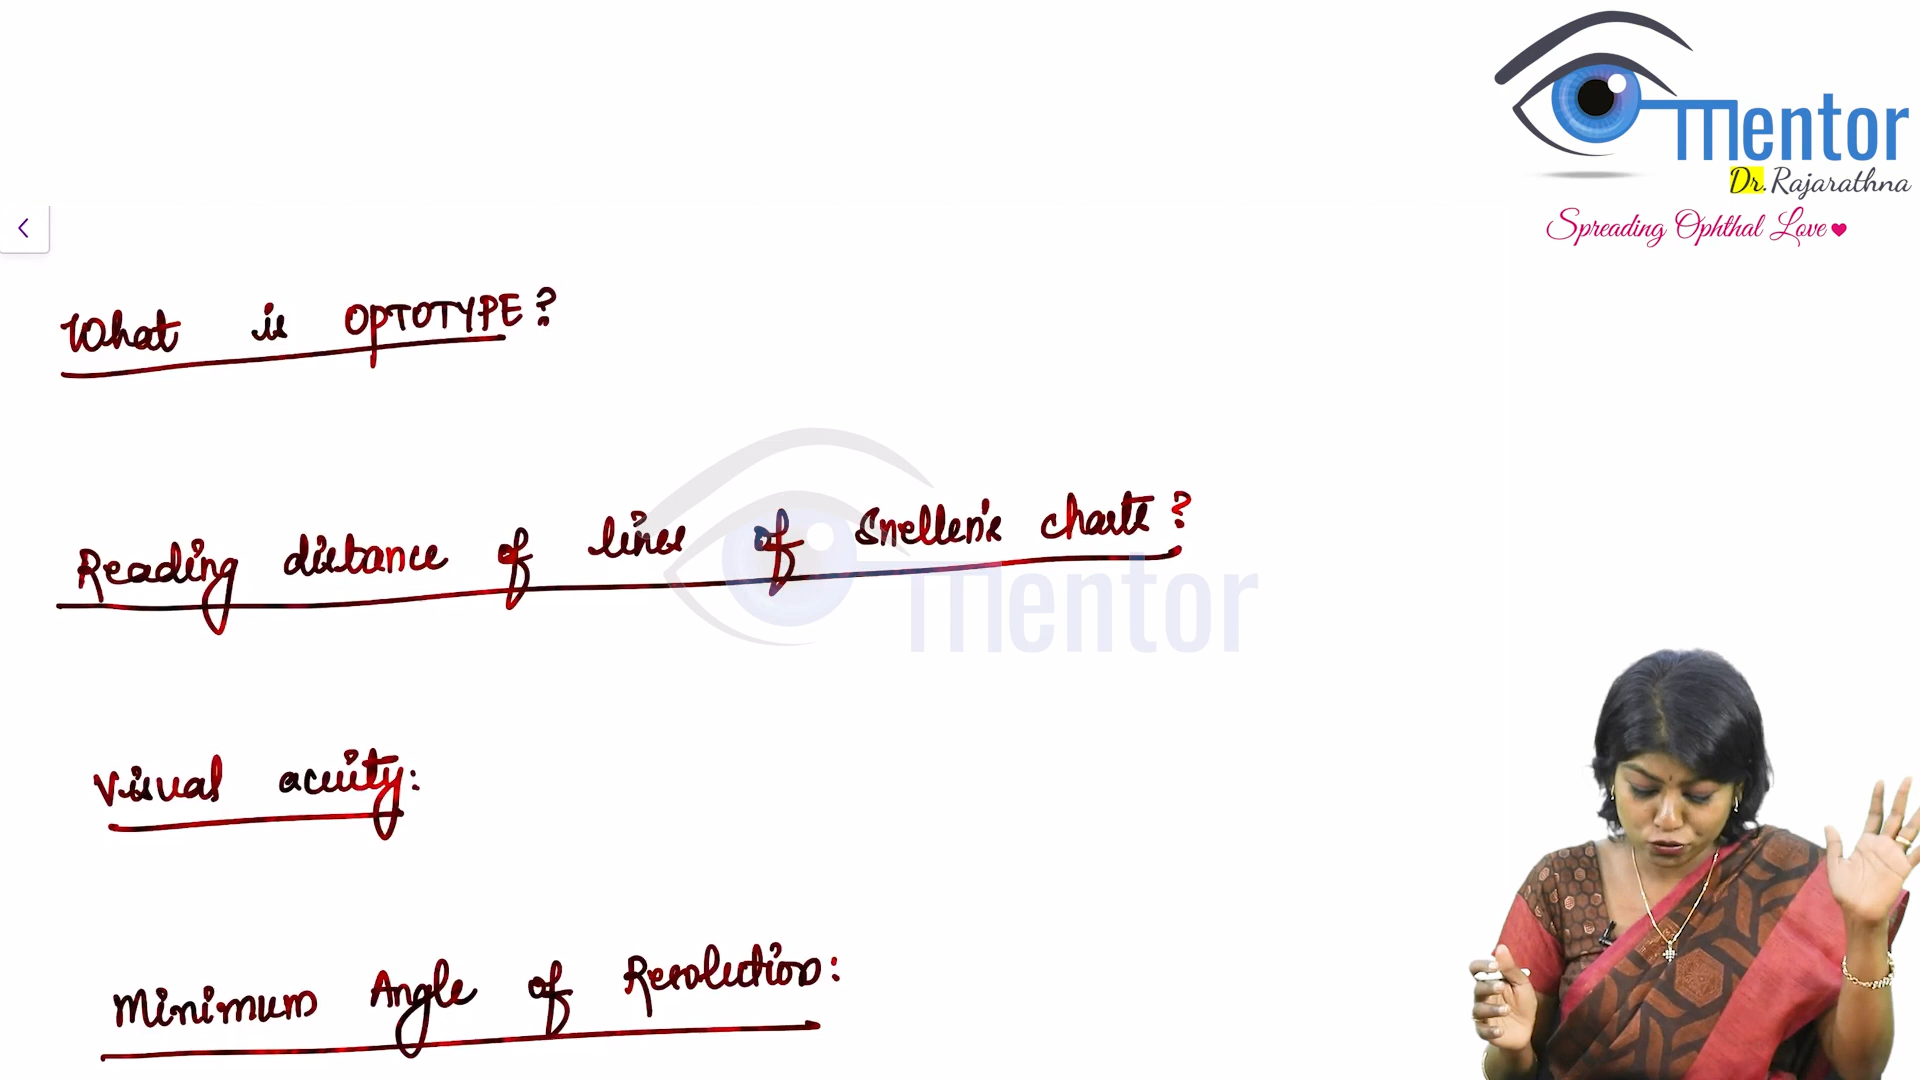 mentor
Dr. Rajarathna
Spreading Ophthal Love
What is OPTOTYPE?
Reading distance of lines of Snellen's charts?
mentor
Visual acuity:
Minimum Angle of Resolution: